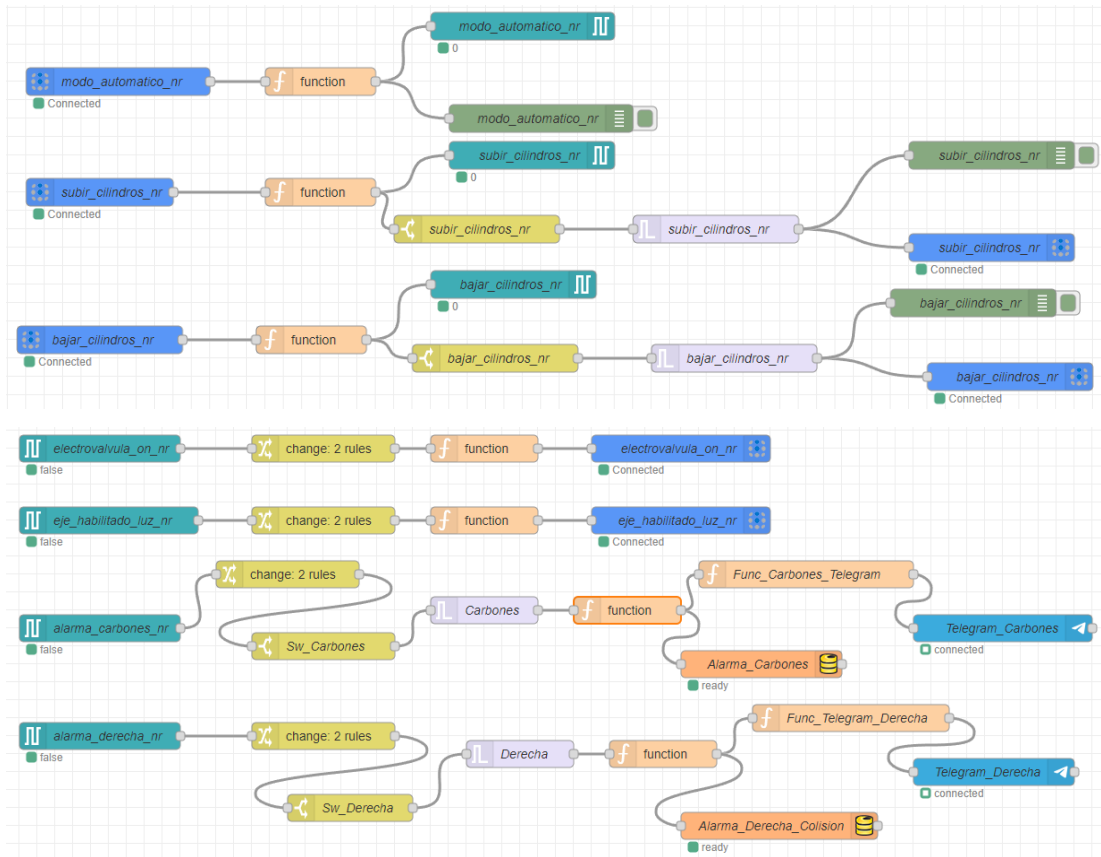 modo_automatico_nr
0
modo_automatico_nr
Connected
function
modo_automatico_nr
subir_cilindros_nr
0
subir_cilindros_nr
subir_cilindros_nr
Connected
function
subir_cilindros_nr
subir_cilindros_nr
subir_cilindros_nr
Connected
bajar_cilindros_nr
0
bajar_cilindros_nr
bajar_cilindros_nr
Connected
function
bajar_cilindros_nr
bajar_cilindros_nr
bajar_cilindros_nr
Connected
electrovalvula_on_nr
false
change: 2 rules
function
electrovalvula_on_nr
Connected
eje_habilitado_luz_nr
false
change: 2 rules
function
eje_habilitado_luz_nr
Connected
change: 2 rules
Func_Carbones_Telegram
alarma_carbones_nr
false
Sw_Carbones
Carbones
function
Telegram_Carbones
connected
Alarma_Carbones
ready
alarma_derecha_nr
false
change: 2 rules
Func_Telegram_Derecha
Derecha
function
Telegram_Derecha
connected
Sw_Derecha
Alarma_Derecha_Colision
ready